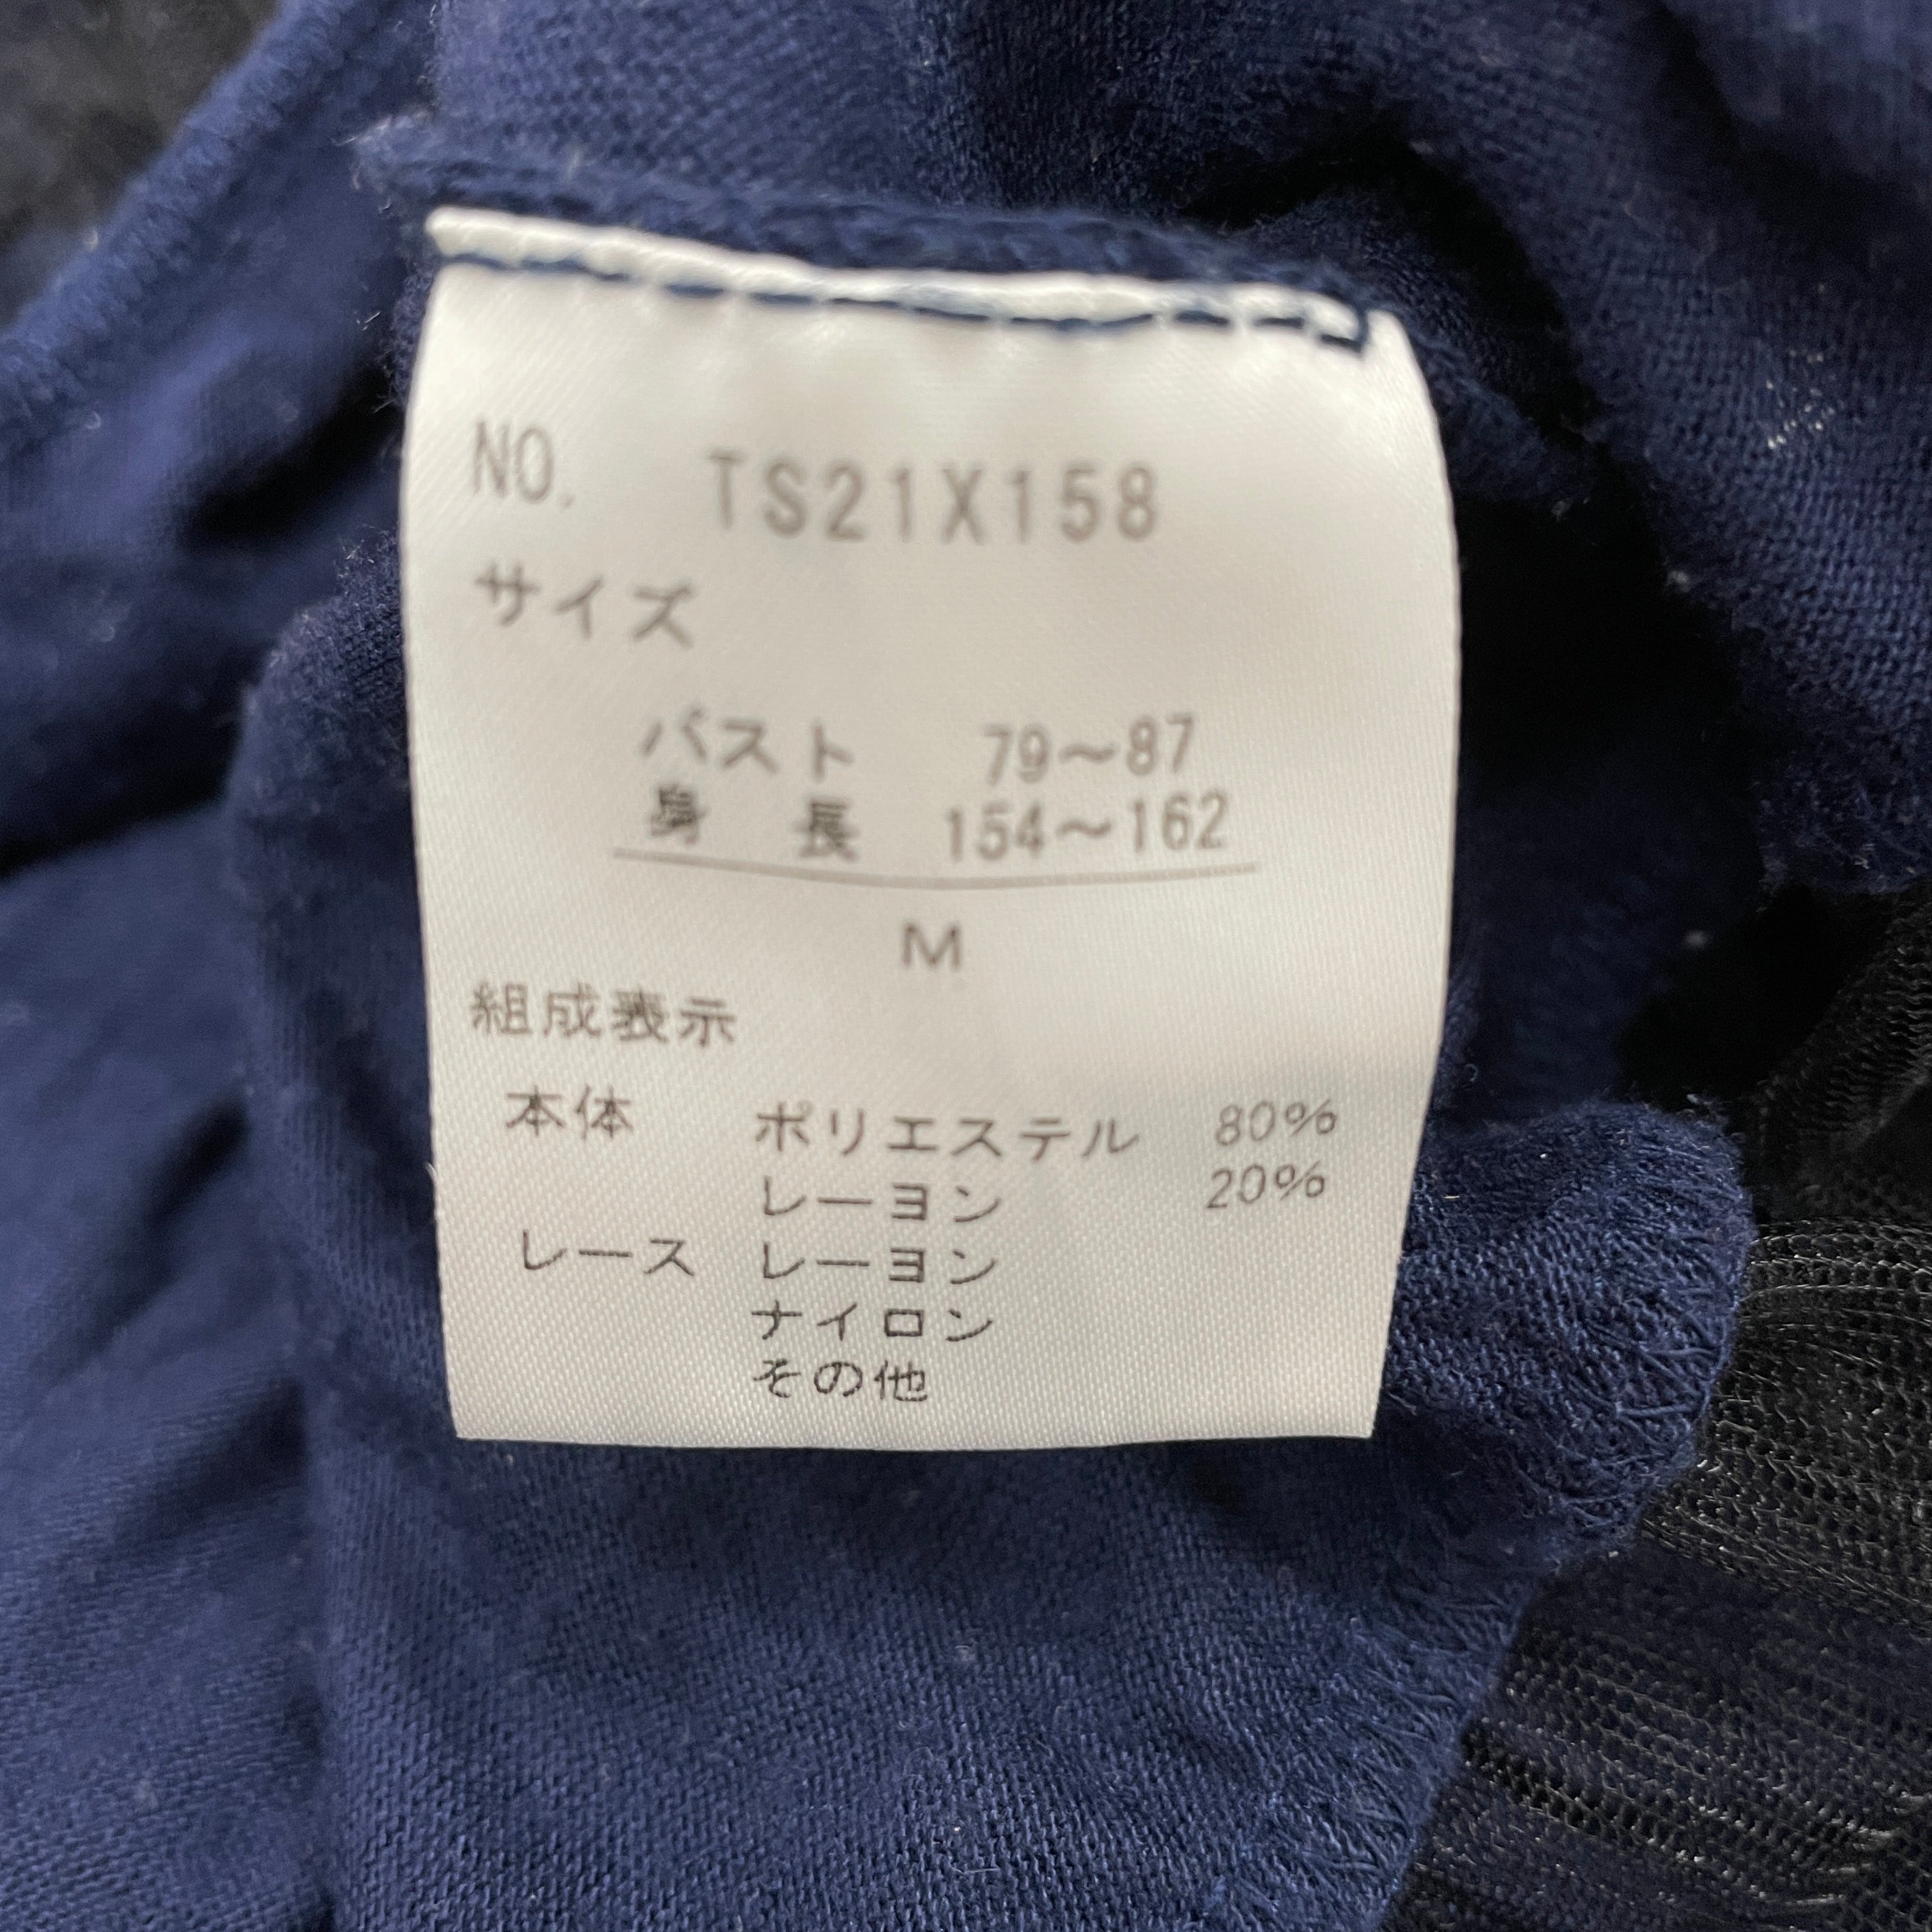 NO. TS21X158
サイズ
バスト 79～87
身長 154～162
M
組成表示
本体 ポリエステル 80%
レーヨン 20%
レース レーヨン
ナイロン
その他